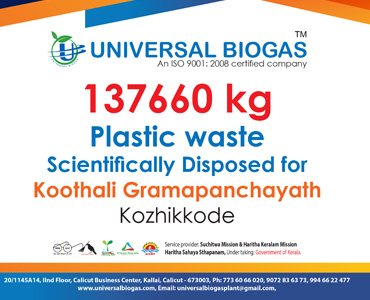 UNIVERSAL BIOGAS TM
An ISO 9001: 2008 certified company
137660 kg
Plastic waste
Scientifically Disposed for
Koothali Gramapanchayath
Kozhikkode
Service provider: Suchitwa Mission & Haritha Keralam Mission
Haritha Sahaya Sthapanam, Under taking: Government of Kerala.
20/1145A14, IInd Floor, Calicut Business Center, Kallai, Calicut - 673003, Ph: 773 60 66 020, 9072 83 63 73, 994 66 22 477
www.universalbiogas.com, Email: universalbiogasplant@gmail.com,